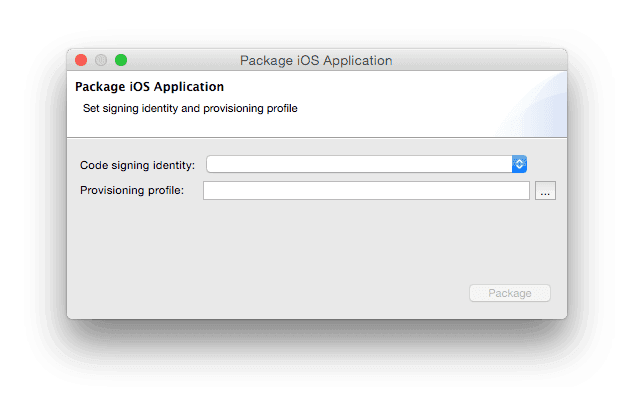 Package iOS Application
Package iOS Application
Set signing identity and provisioning profile
Code signing identity:
Provisioning profile:
...
Package